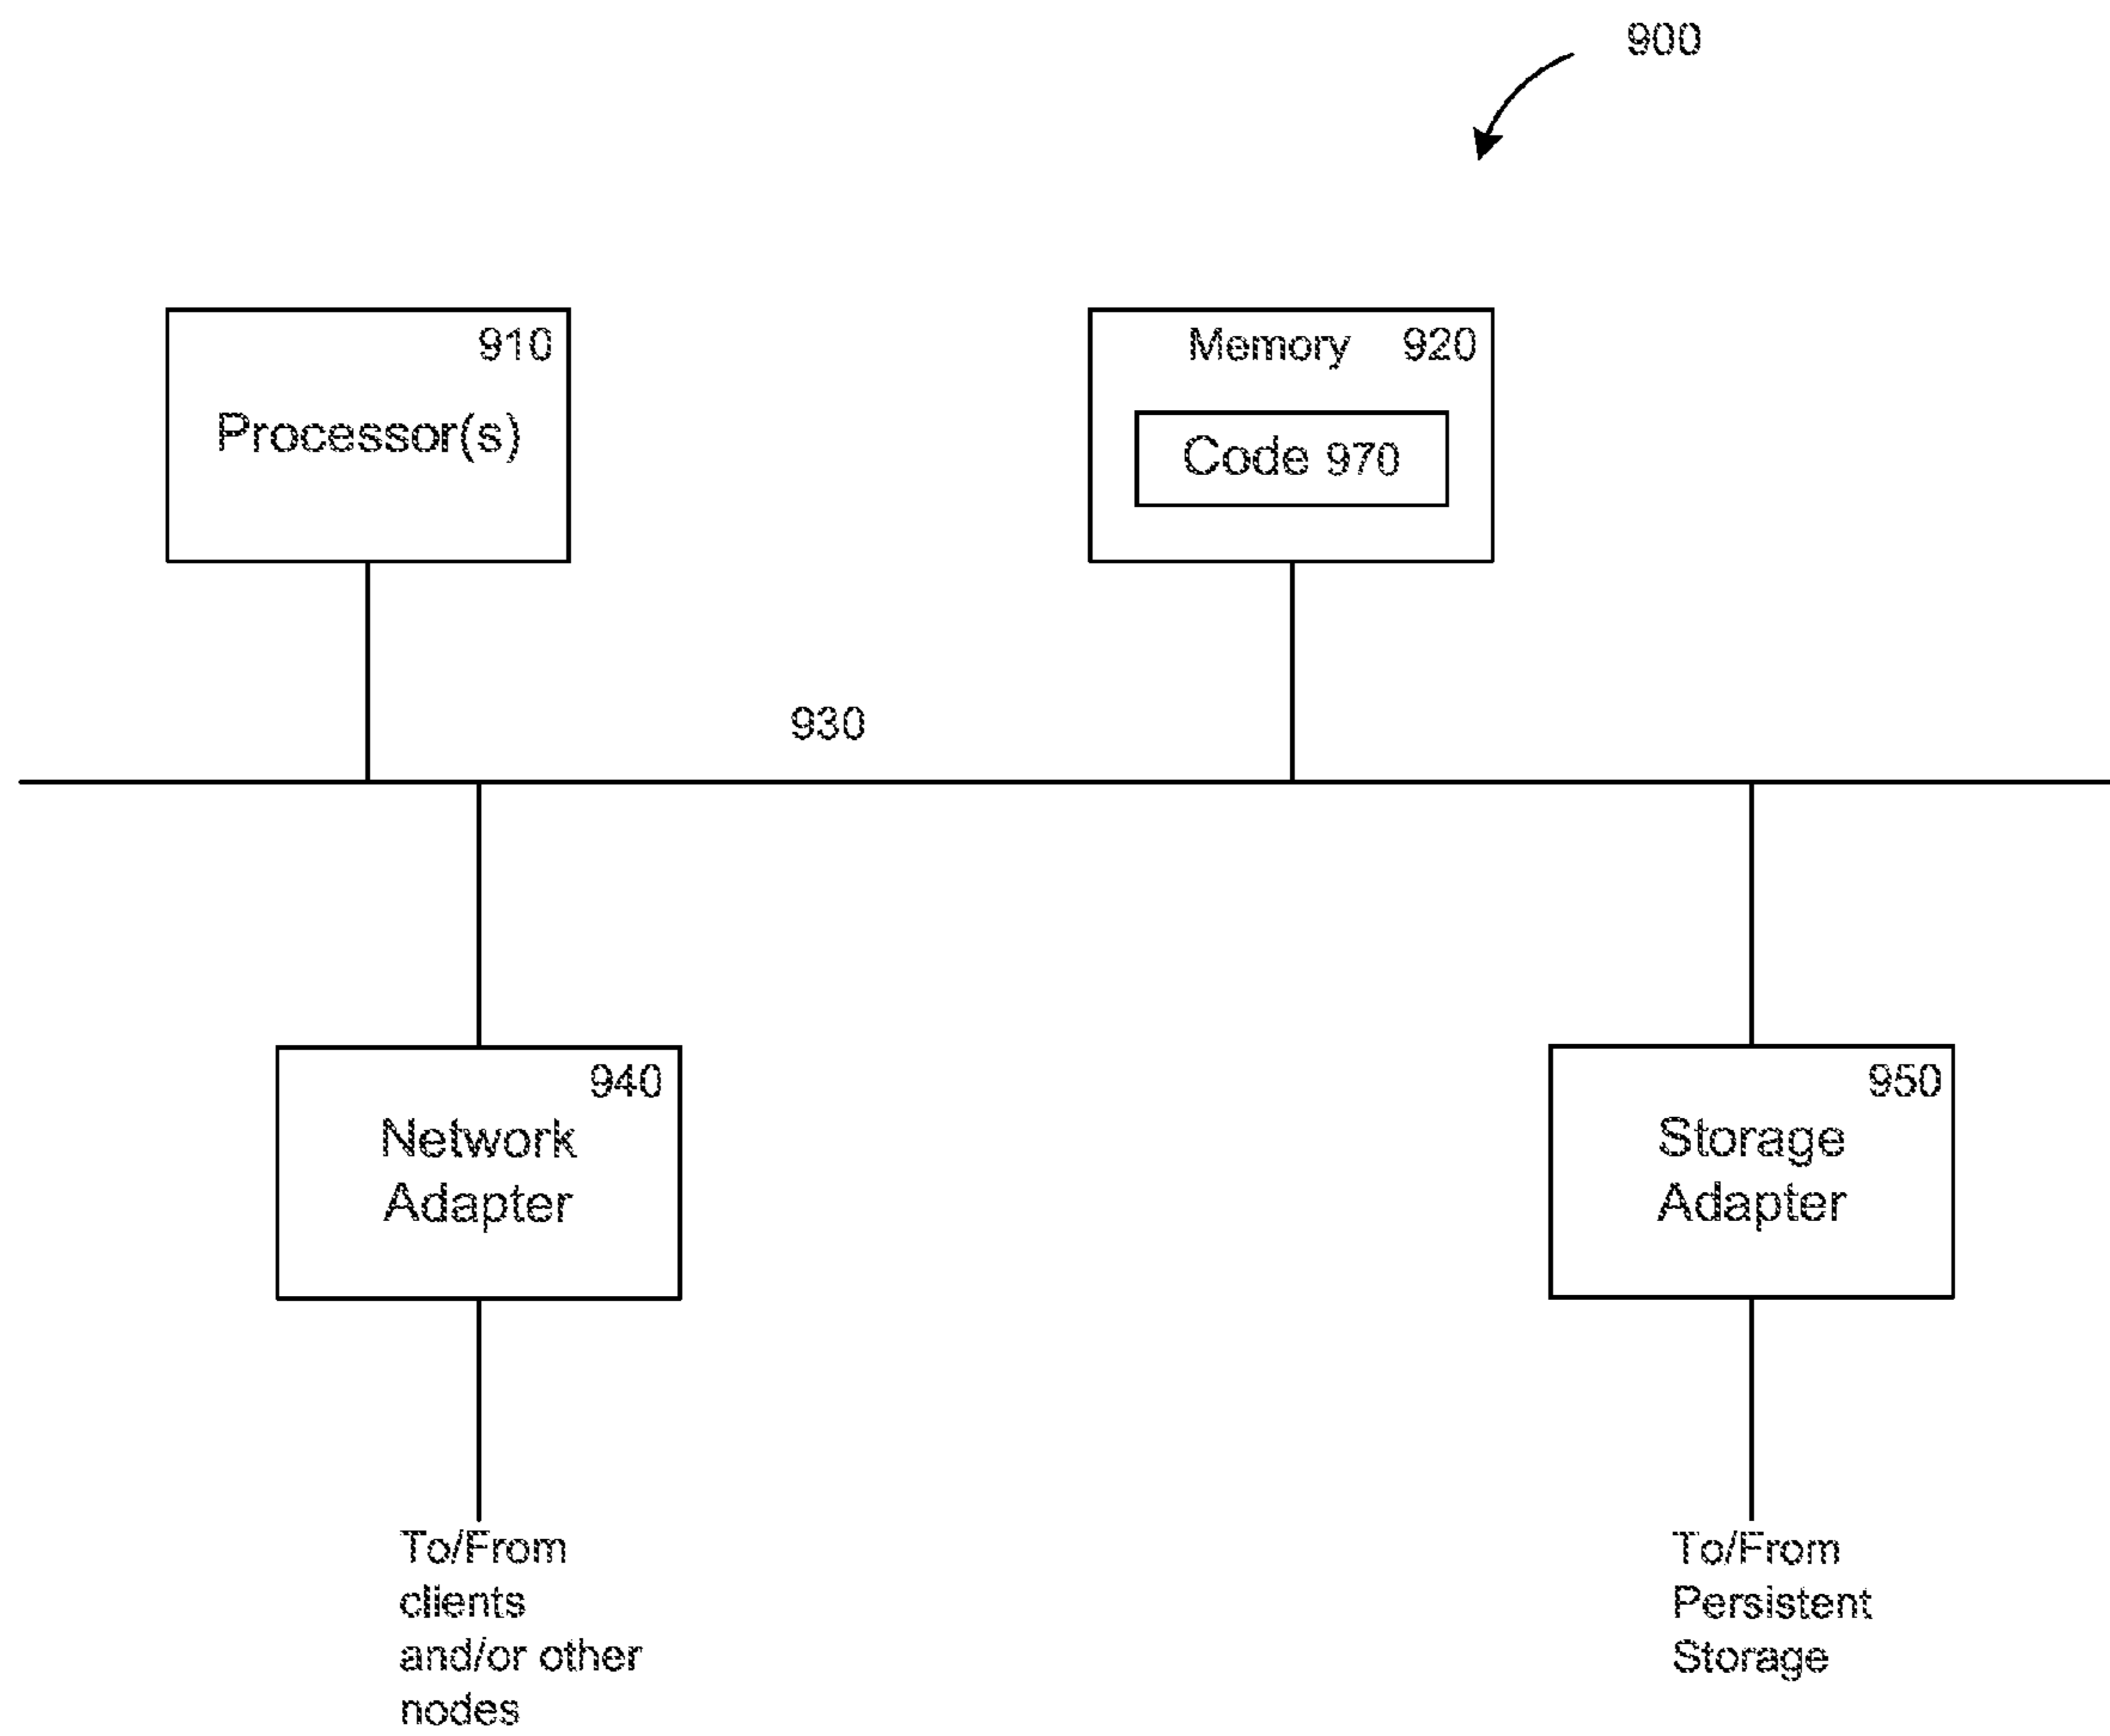 900
910
Processor(s)
Memory 920
Code 970
930
940
Network
Adapter
950
Storage
Adapter
To/From
clients
and/or other
nodes
To/From
Persistent
Storage